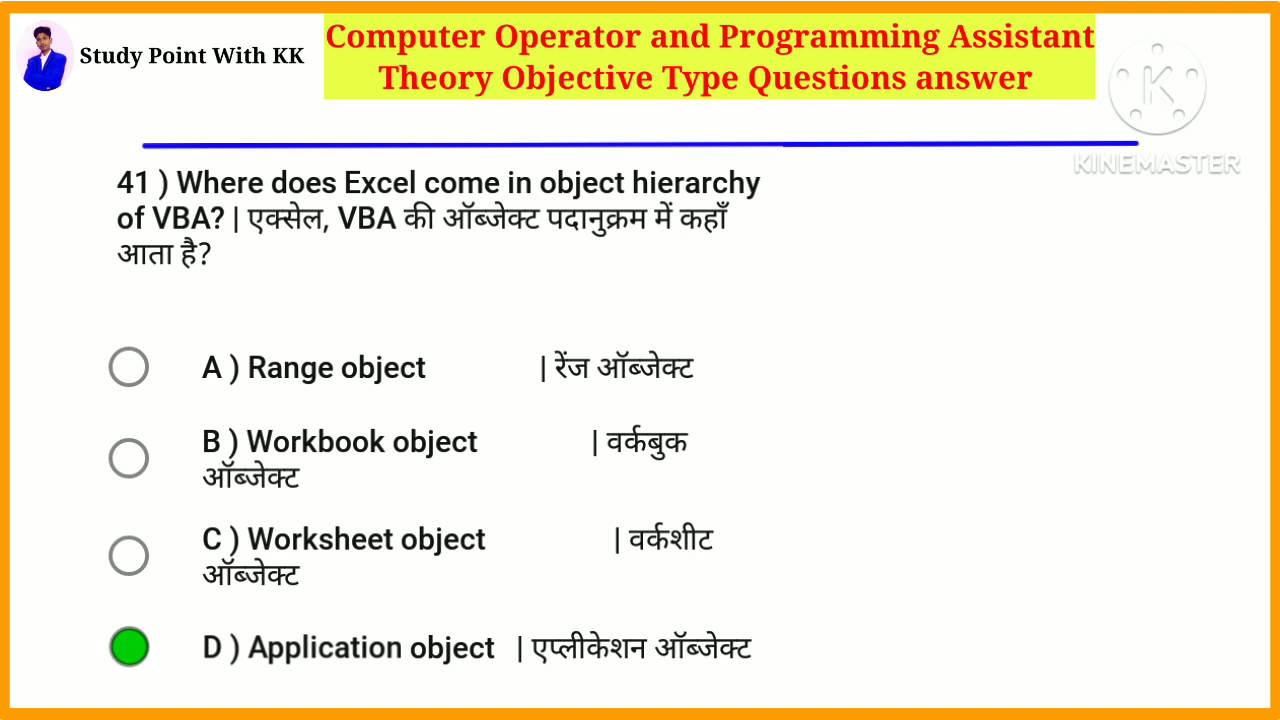 Study Point With KK
Computer Operator and Programming Assistant
Theory Objective Type Questions answer
K
KINEMASTER
41 ) Where does Excel come in object hierarchy
of VBA? | एक्सेल, VBA की ऑब्जेक्ट पदानुक्रम में कहाँ
आता है?
A ) Range object | रेंज ऑब्जेक्ट
B ) Workbook object | वर्कबुक
ऑब्जेक्ट
C ) Worksheet object | वर्कशीट
ऑब्जेक्ट
D ) Application object | एप्लीकेशन ऑब्जेक्ट